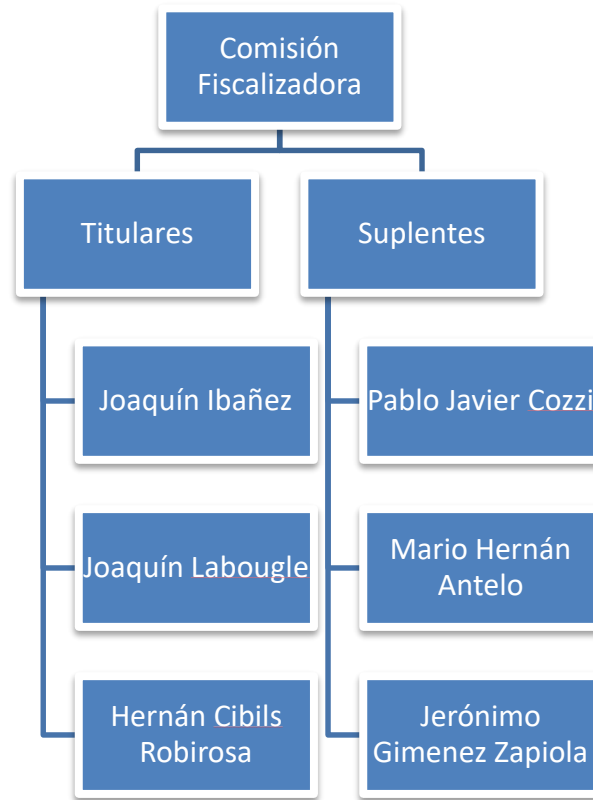 Comisión
Fiscalizadora
Titulares
Suplentes
Joaquín Ibañez
Pablo Javier Cozzi
Joaquín Labougle
Mario Hernán
Antelo
Hernán Cibils
Robirosa
Jerónimo
Gimenez Zapiola